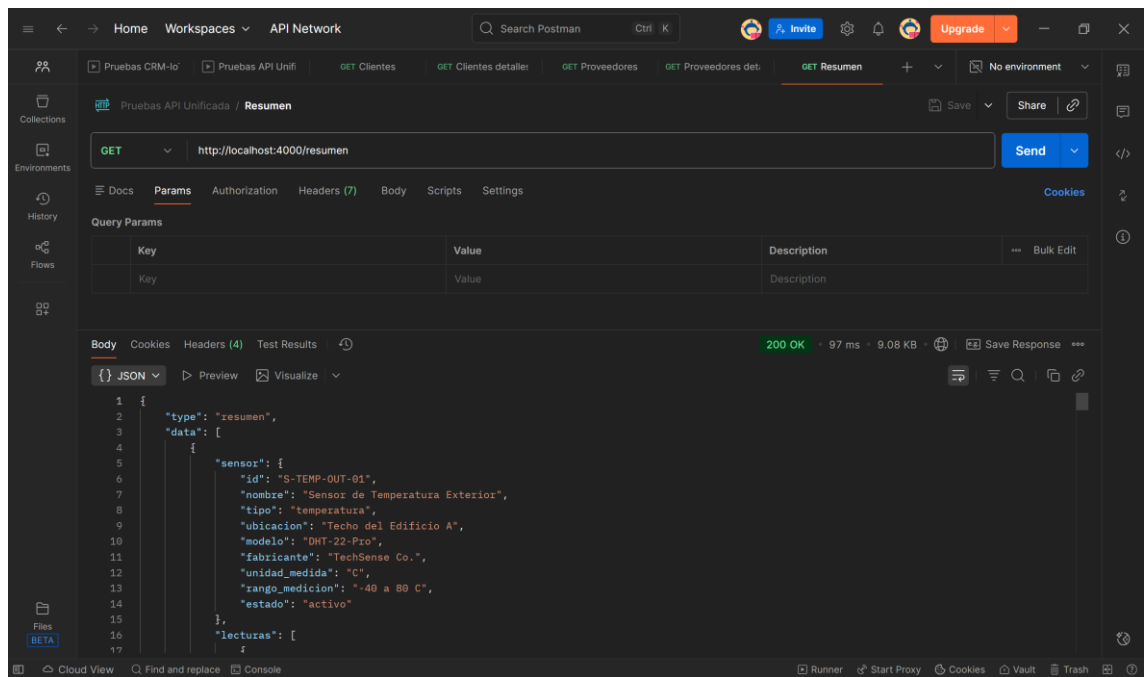 Home Workspaces API Network Search Postman Ctrl K Invite Upgrade
Pruebas CRM-Io Pruebas API Unifi GET Clientes GET Clientes detalles GET Proveedores GET Proveedores det GET Resumen No environment
HTTP Pruebas API Unificada / Resumen Save Share
Collections
GET http://localhost:4000/resumen Send
Environments
Docs Params Authorization Headers (7) Body Scripts Settings Cookies
History
Query Params
Key Value Description Bulk Edit
Flows
Key Value Description
Body Cookies Headers (4) Test Results 200 OK 97 ms 9.08 KB e.g. Save Response
{} JSON Preview Visualize
1 {
2 "type": "resumen",
3 "data": [
4 {
5 "sensor": {
6 "id": "S-TEMP-OUT-01",
7 "nombre": "Sensor de Temperatura Exterior",
8 "tipo": "temperatura",
9 "ubicacion": "Techo del Edificio A",
10 "modelo": "DHT-22-Pro",
11 "fabricante": "TechSense Co.",
12 "unidad_medida": "C",
13 "rango_medicion": "-40 a 80 C",
14 "estado": "activo"
15 },
16 "lecturas": [
17 {
Files
BETA
Cloud View Find and replace Console Runner Start Proxy Cookies Vault Trash